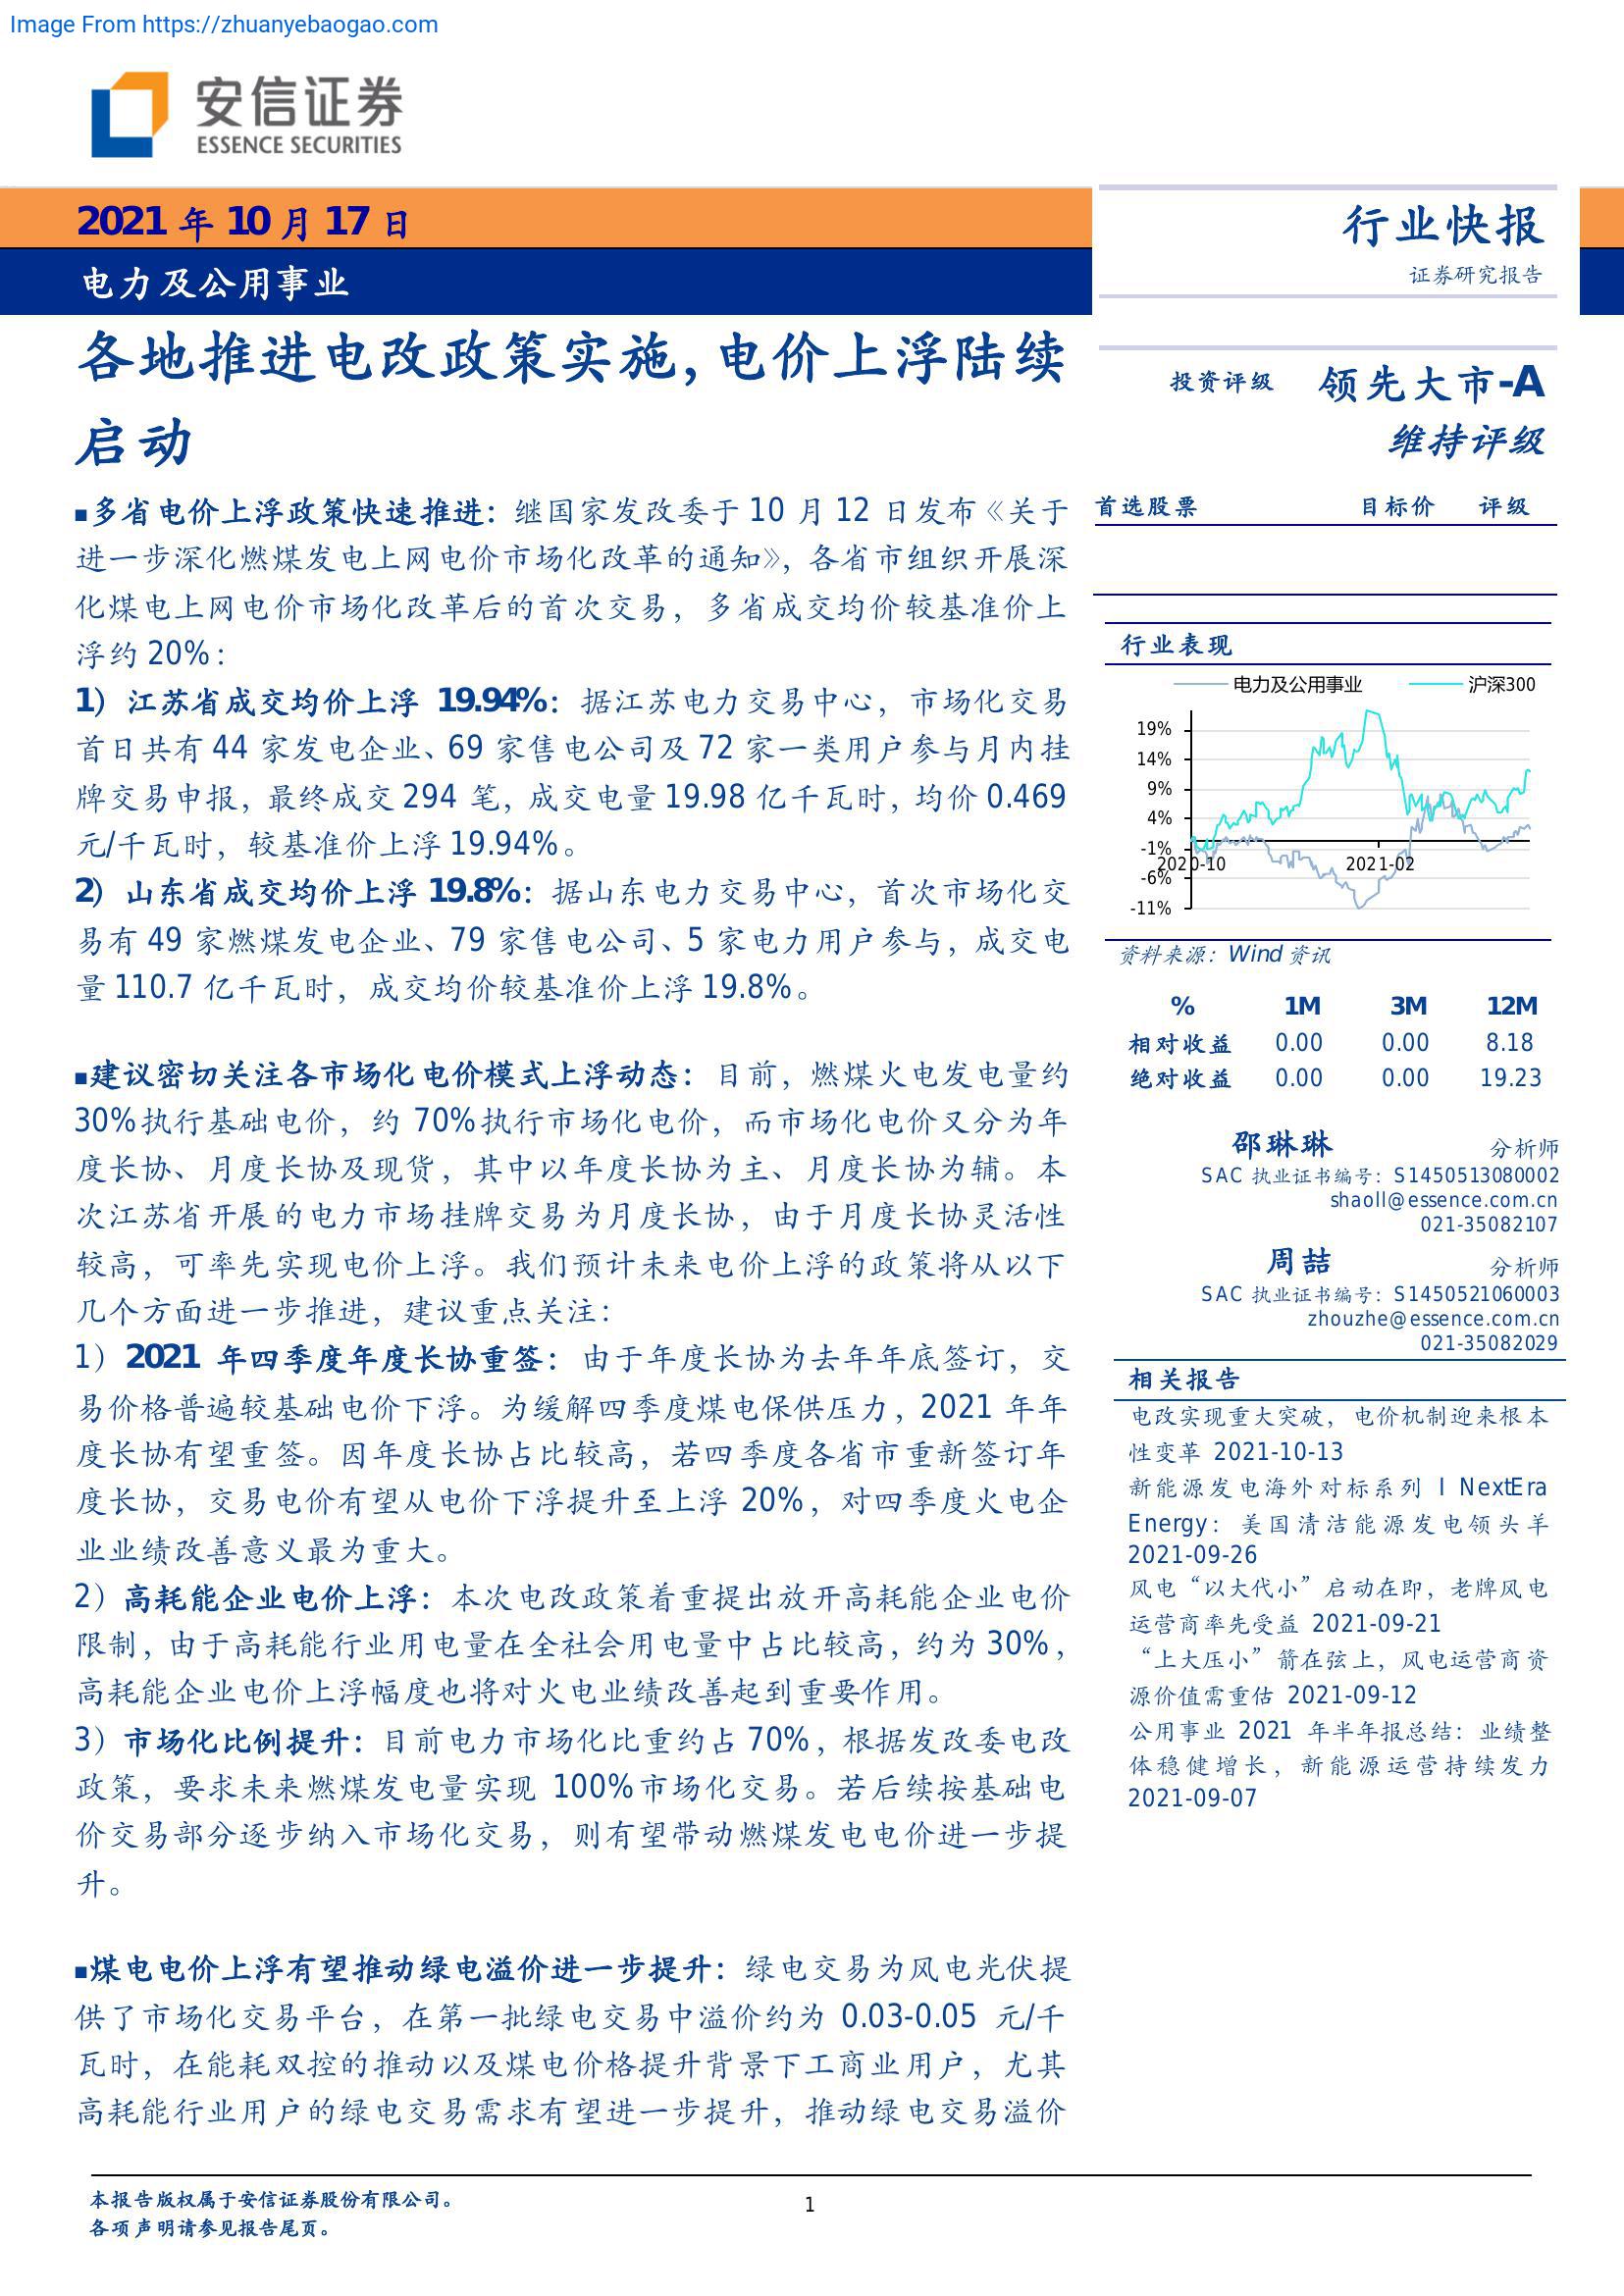 Image From https://zhuanyebaogao.com
安信证券
ESSENCE SECURITIES
2021 年 10 月 17 日
电力及公用事业
行业快报
证券研究报告
各地推进电改政策实施，电价上浮陆续
启动
■多省电价上浮政策快速推进：继国家发改委于 10 月 12 日发布《关于
进一步深化燃煤发电上网电价市场化改革的通知》，各省市组织开展深
化煤电上网电价市场化改革后的首次交易，多省成交均价较基准价上
浮约 20%：
1）江苏省成交均价上浮 19.94%：据江苏电力交易中心，市场化交易
首日共有 44 家发电企业、69 家售电公司及 72 家一类用户参与月内挂
牌交易申报，最终成交 294 笔，成交电量 19.98 亿千瓦时，均价 0.469
元/千瓦时，较基准价上浮 19.94%。
2）山东省成交均价上浮 19.8%：据山东电力交易中心，首次市场化交
易有 49 家燃煤发电企业、79 家售电公司、5 家电力用户参与，成交电
量 110.7 亿千瓦时，成交均价较基准价上浮 19.8%。
■建议密切关注各市场化电价模式上浮动态：目前，燃煤火电发电量约
30%执行基础电价，约 70%执行市场化电价，而市场化电价又分为年
度长协、月度长协及现货，其中以年度长协为主、月度长协为辅。本
次江苏省开展的电力市场挂牌交易为月度长协，由于月度长协灵活性
较高，可率先实现电价上浮。我们预计未来电价上浮的政策将从以下
几个方面进一步推进，建议重点关注：
1）2021 年四季度年度长协重签：由于年度长协为去年年底签订，交
易价格普遍较基础电价下浮。为缓解四季度煤电保供压力，2021 年年
度长协有望重签。因年度长协占比较高，若四季度各省市重新签订年
度长协，交易电价有望从电价下浮提升至上浮 20%，对四季度火电企
业业绩改善意义最为重大。
2）高耗能企业电价上浮：本次电改政策着重提出放开高耗能企业电价
限制，由于高耗能行业用电量在全社会用电量中占比较高，约为 30%，
高耗能企业电价上浮幅度也将对火电业绩改善起到重要作用。
3）市场化比例提升：目前电力市场化比重约占 70%，根据发改委电改
政策，要求未来燃煤发电量实现 100%市场化交易。若后续按基础电
价交易部分逐步纳入市场化交易，则有望带动燃煤发电电价进一步提
升。
■煤电电价上浮有望推动绿电溢价进一步提升：绿电交易为风电光伏提
供了市场化交易平台，在第一批绿电交易中溢价约为 0.03-0.05 元/千
瓦时，在能耗双控的推动以及煤电价格提升背景下工商业用户，尤其
高耗能行业用户的绿电交易需求有望进一步提升，推动绿电交易溢价
投资评级 领先大市-A
维持评级
首选股票 目标价 评级
行业表现
电力及公用事业 沪深300
19%
14%
9%
4%
-1%
2020-10 2021-02
-6%
-11%
资料来源：Wind 资讯
% 1M 3M 12M
相对收益 0.00 0.00 8.18
绝对收益 0.00 0.00 19.23
邵琳琳 分析师
SAC 执业证书编号：S1450513080002
shaoll@essence.com.cn
021-35082107
周喆 分析师
SAC 执业证书编号：S1450521060003
zhouzhe@essence.com.cn
021-35082029
相关报告
电改实现重大突破，电价机制迎来根本
性变革 2021-10-13
新能源发电海外对标系列 I NextEra
Energy：美国清洁能源发电领头羊
2021-09-26
风电“以大代小”启动在即，老牌风电
运营商率先受益 2021-09-21
“上大压小”箭在弦上，风电运营商资
源价值需重估 2021-09-12
公用事业 2021 年半年报总结：业绩整
体稳健增长，新能源运营持续发力
2021-09-07
本报告版权属于安信证券股份有限公司。
各项声明请参见报告尾页。
1